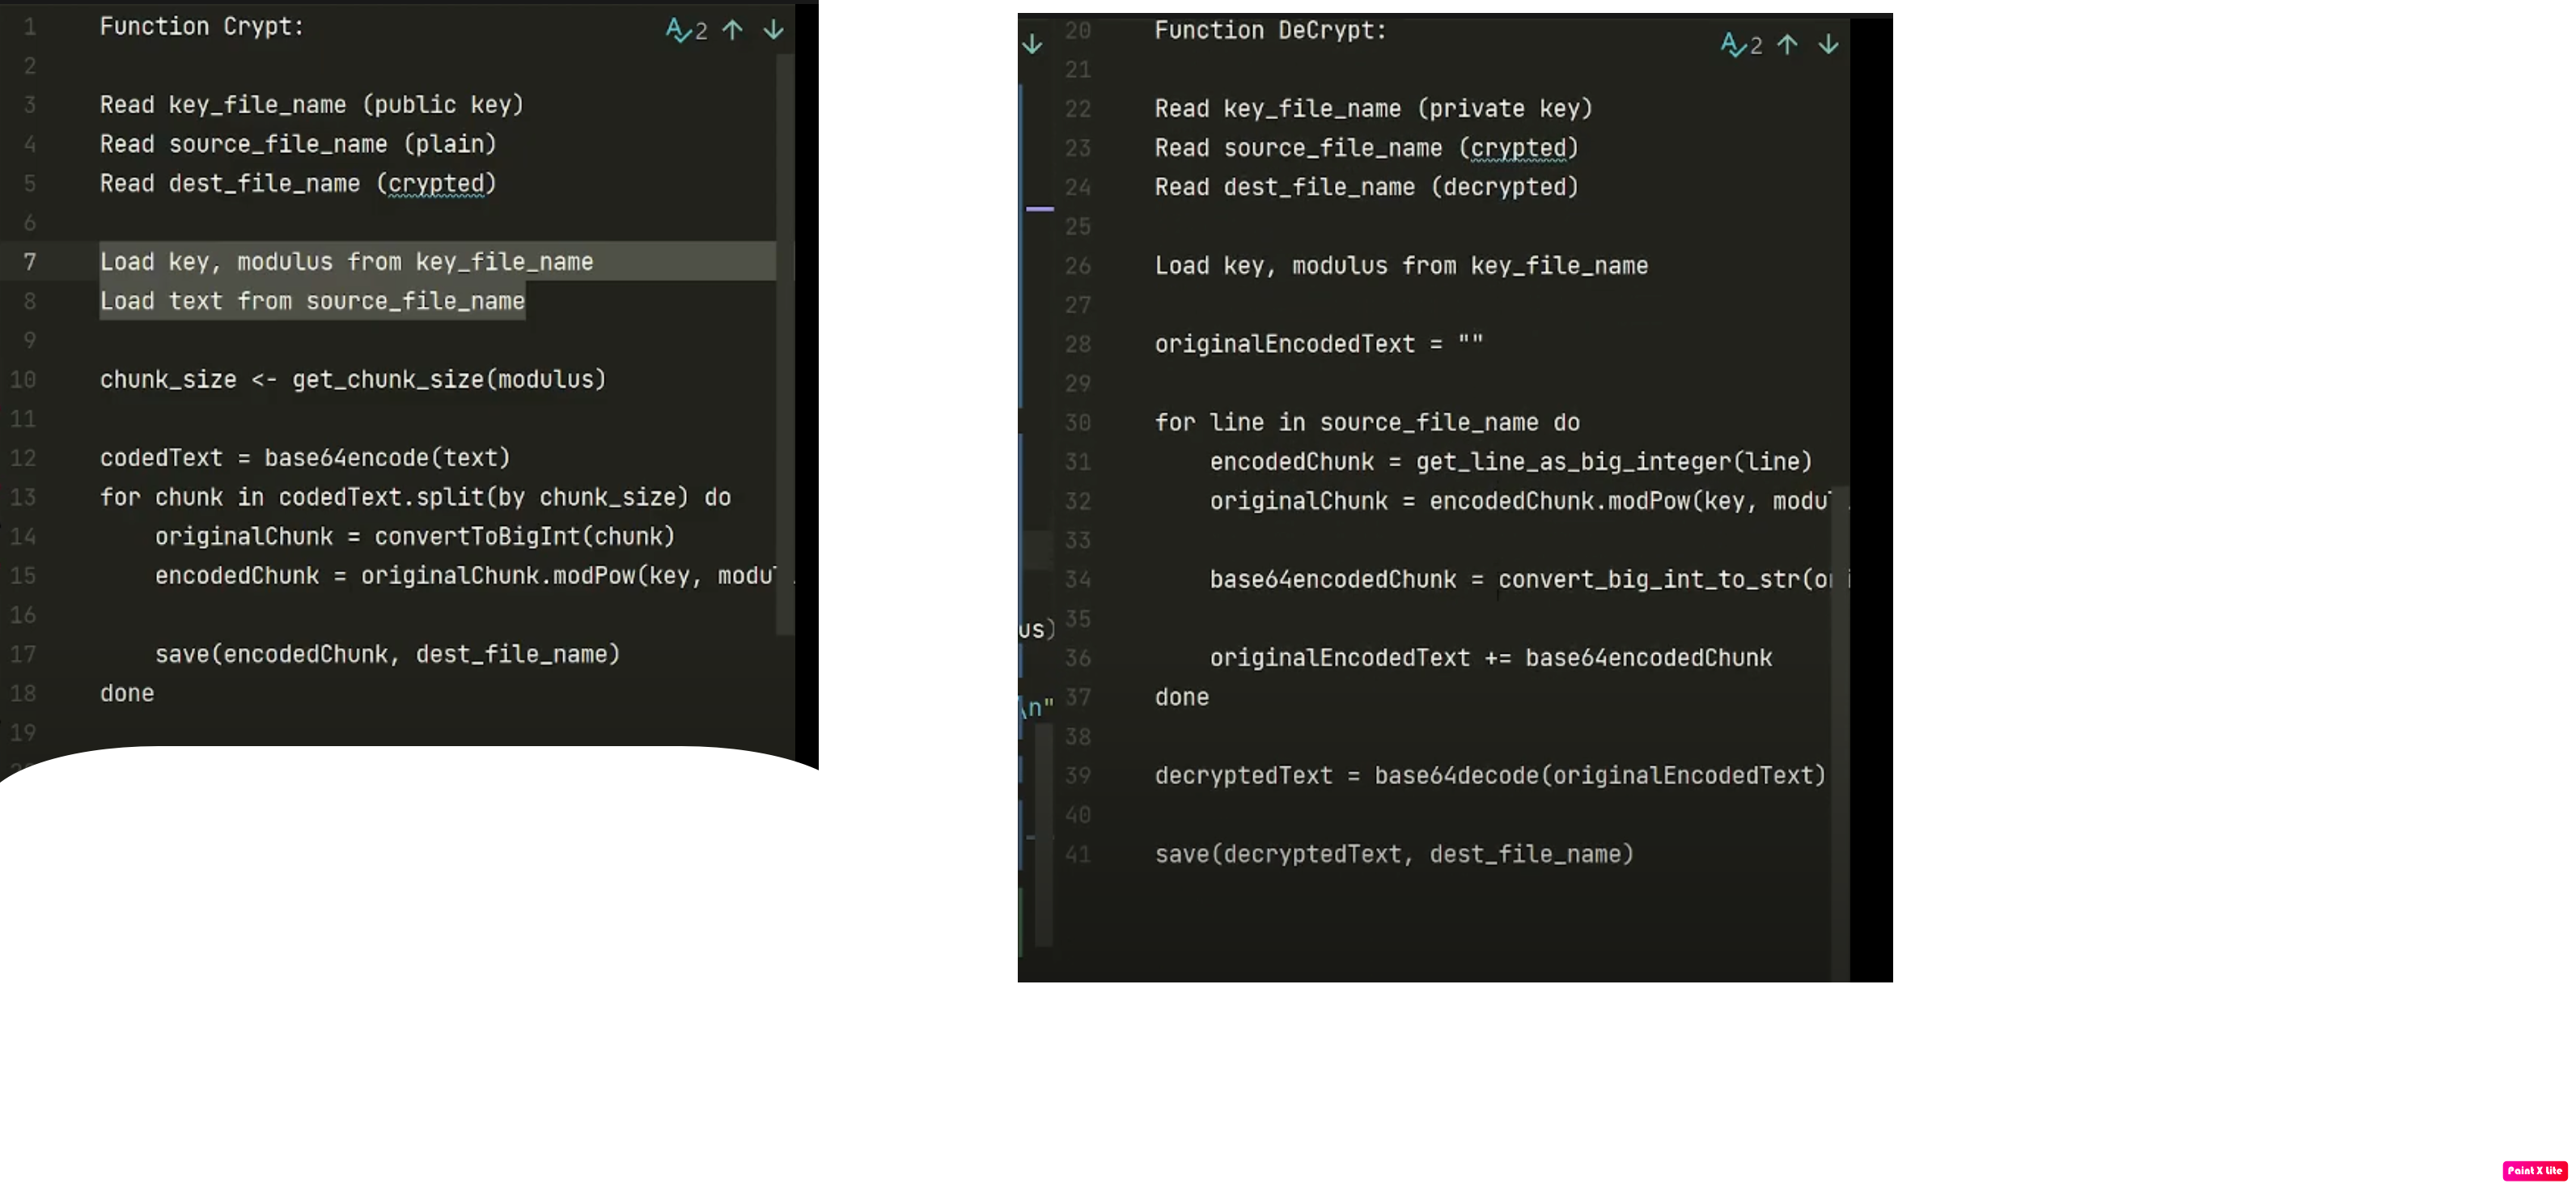 1 Function Crypt:
2
3 Read key_file_name (public key)
4 Read source_file_name (plain)
5 Read dest_file_name (crypted)
6
7 Load key, modulus from key_file_name
8 Load text from source_file_name
9
10 chunk_size <- get_chunk_size(modulus)
11
12 codedText = base64encode(text)
13 for chunk in codedText.split(by chunk_size) do
14 originalChunk = convertToBigInt(chunk)
15 encodedChunk = originalChunk.modPow(key, modu
16
17 save(encodedChunk, dest_file_name)
18 done
19
A 2
20 Function DeCrypt:
21
22 Read key_file_name (private key)
23 Read source_file_name (crypted)
24 Read dest_file_name (decrypted)
25
26 Load key, modulus from key_file_name
27
28 originalEncodedText = ""
29
30 for line in source_file_name do
31 encodedChunk = get_line_as_big_integer(line)
32 originalChunk = encodedChunk.modPow(key, modu
33
34 base64encodedChunk = convert_big_int_to_str(or
35
36 originalEncodedText += base64encodedChunk
37 done
38
39 decryptedText = base64decode(originalEncodedText)
40
41 save(decryptedText, dest_file_name)
A 2
us)
\n"
Paint X lite